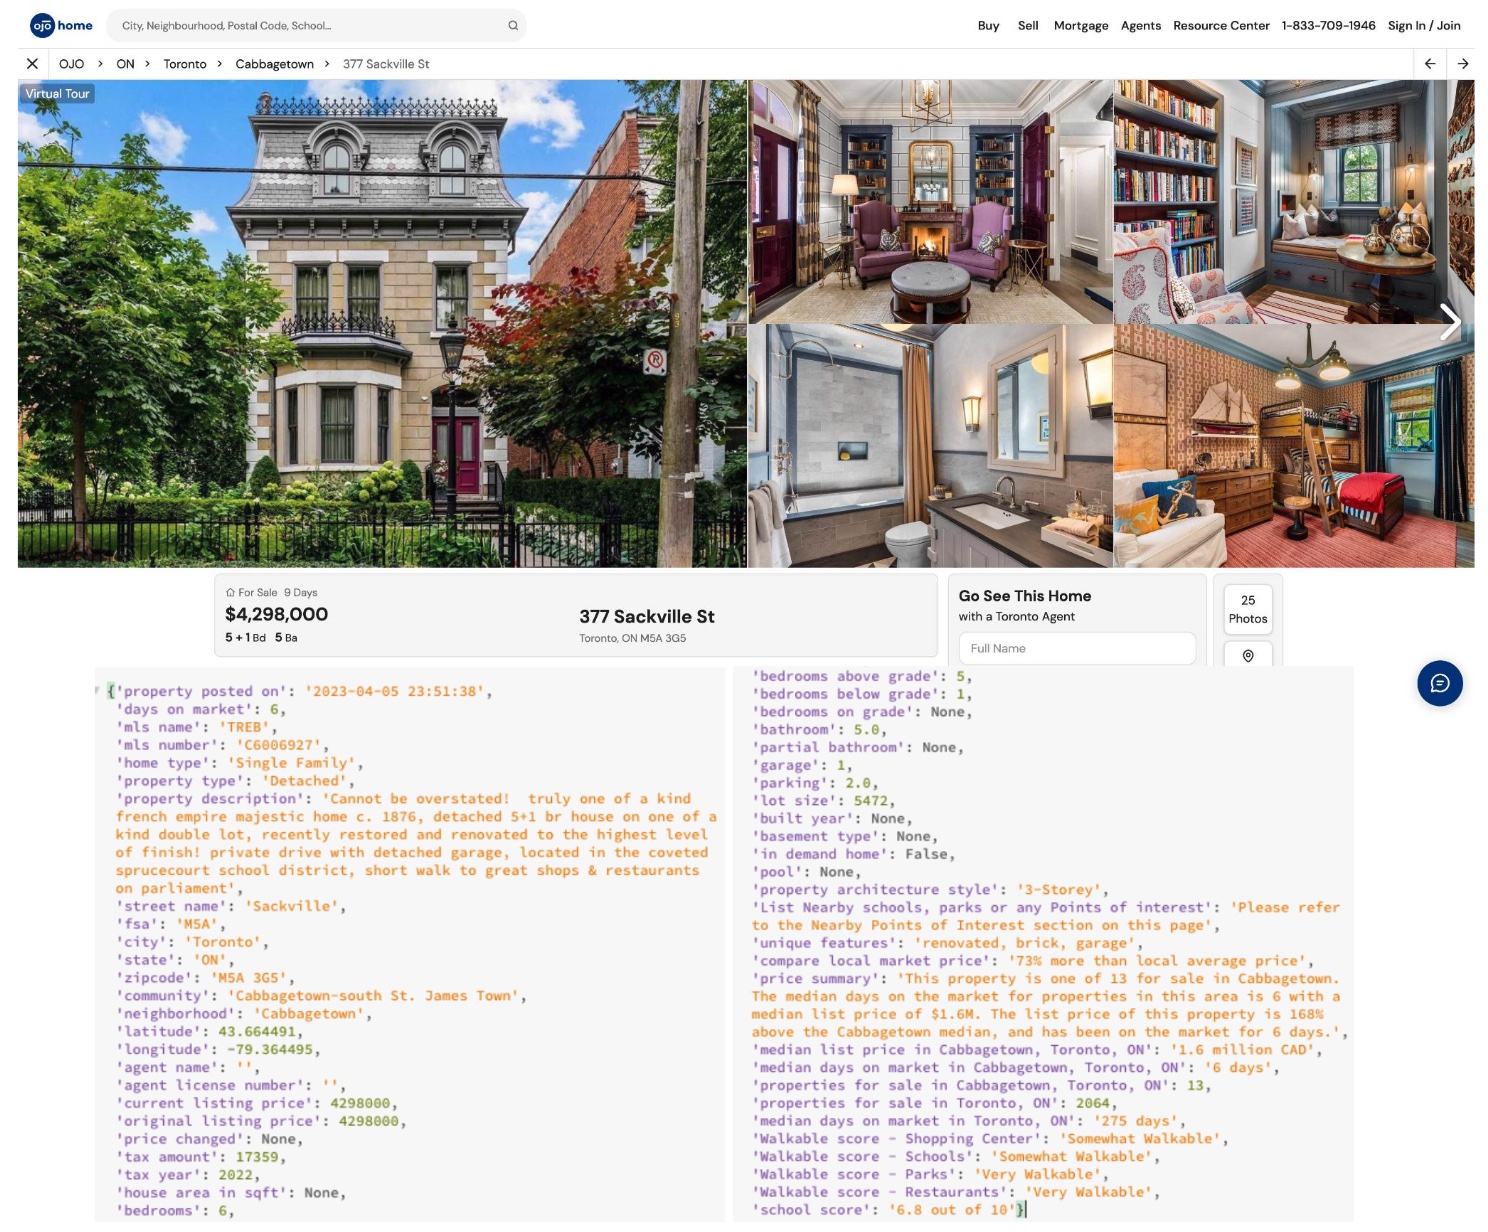 ojo home
City, Neighbourhood, Postal Code, School...
Buy Sell Mortgage Agents Resource Center 1-833-709-1946 Sign In / Join
OJO > ON > Toronto > Cabbagetown > 377 Sackville St
Virtual Tour
For Sale 9 Days
$4,298,000
5 + 1 Bd 5 Ba
377 Sackville St
Toronto, ON M5A 3G5
Go See This Home
with a Toronto Agent
Full Name
25
Photos
{'property posted on': '2023-04-05 23:51:38',
'days on market': 6,
'mls name': 'TREB',
'mls number': 'C6006927',
'home type': 'Single Family',
'property type': 'Detached',
'property description': 'Cannot be overstated!  truly one of a kind
french empire majestic home c. 1876, detached 5+1 br house on one of a
kind double lot, recently restored and renovated to the highest level
of finish! private drive with detached garage, located in the coveted
sprucecourt school district, short walk to great shops & restaurants
on parliament',
'street name': 'Sackville',
'fsa': 'M5A',
'city': 'Toronto',
'state': 'ON',
'zipcode': 'M5A 3G5',
'community': 'Cabbagetown-south St. James Town',
'neighborhood': 'Cabbagetown',
'latitude': 43.664491,
'longitude': -79.364495,
'agent name': '',
'agent license number': '',
'current listing price': 4298000,
'original listing price': 4298000,
'price changed': None,
'tax amount': 17359,
'tax year': 2022,
'house area in sqft': None,
'bedrooms': 6,
'bedrooms above grade': 5,
'bedrooms below grade': 1,
'bedrooms on grade': None,
'bathroom': 5.0,
'partial bathroom': None,
'garage': 1,
'parking': 2.0,
'lot size': 5472,
'built year': None,
'basement type': None,
'in demand home': False,
'pool': None,
'property architecture style': '3-Storey',
'List Nearby schools, parks or any Points of interest': 'Please refer
to the Nearby Points of Interest section on this page',
'unique features': 'renovated, brick, garage',
'compare local market price': '73% more than local average price',
'price summary': 'This property is one of 13 for sale in Cabbagetown.
The median days on the market for properties in this area is 6 with a
median list price of $1.6M. The list price of this property is 168%
above the Cabbagetown median, and has been on the market for 6 days.',
'median list price in Cabbagetown, Toronto, ON': '1.6 million CAD',
'median days on market in Cabbagetown, Toronto, ON': '6 days',
'properties for sale in Cabbagetown, Toronto, ON': 13,
'properties for sale in Toronto, ON': 2064,
'median days on market in Toronto, ON': '275 days',
'Walkable score - Shopping Center': 'Somewhat Walkable',
'Walkable score - Schools': 'Somewhat Walkable',
'Walkable score - Parks': 'Very Walkable',
'Walkable score - Restaurants': 'Very Walkable',
'school score': '6.8 out of 10'}